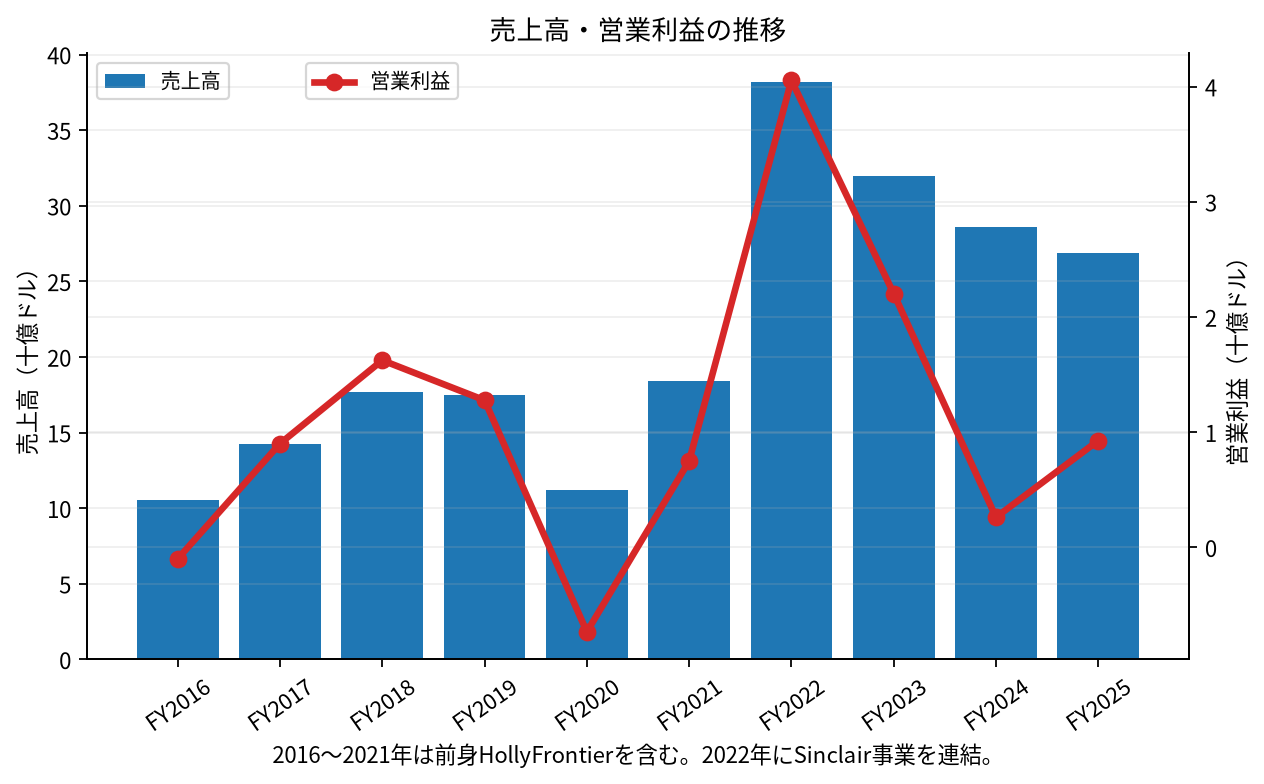 売上高・営業利益の推移
売上高
営業利益
売上高（十億ドル）
40
35
30
25
20
15
10
5
0
営業利益（十億ドル）
4
3
2
1
0
FY2016
FY2017
FY2018
FY2019
FY2020
FY2021
FY2022
FY2023
FY2024
FY2025
2016～2021年は前身HollyFrontierを含む。2022年にSinclair事業を連結。